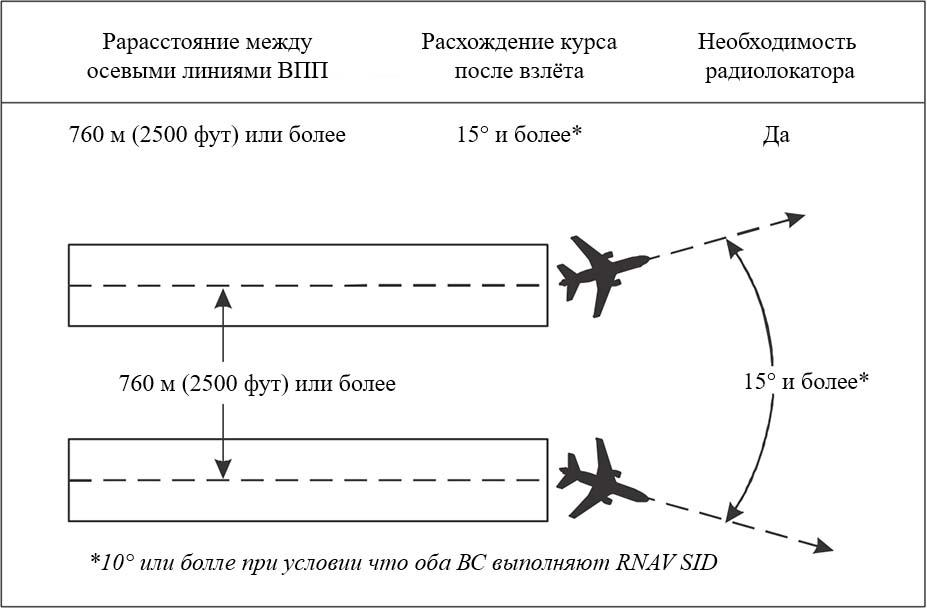 Рарасстояние между
осевыми линиями ВПП
Расхождение курса
после взлёта
Необходимость
радиолокатора
760 м (2500 фут) или более
15° и более*
Да
760 м (2500 фут) или более
15° и более*
*10° или болле при условии что оба ВС выполняют RNAV SID